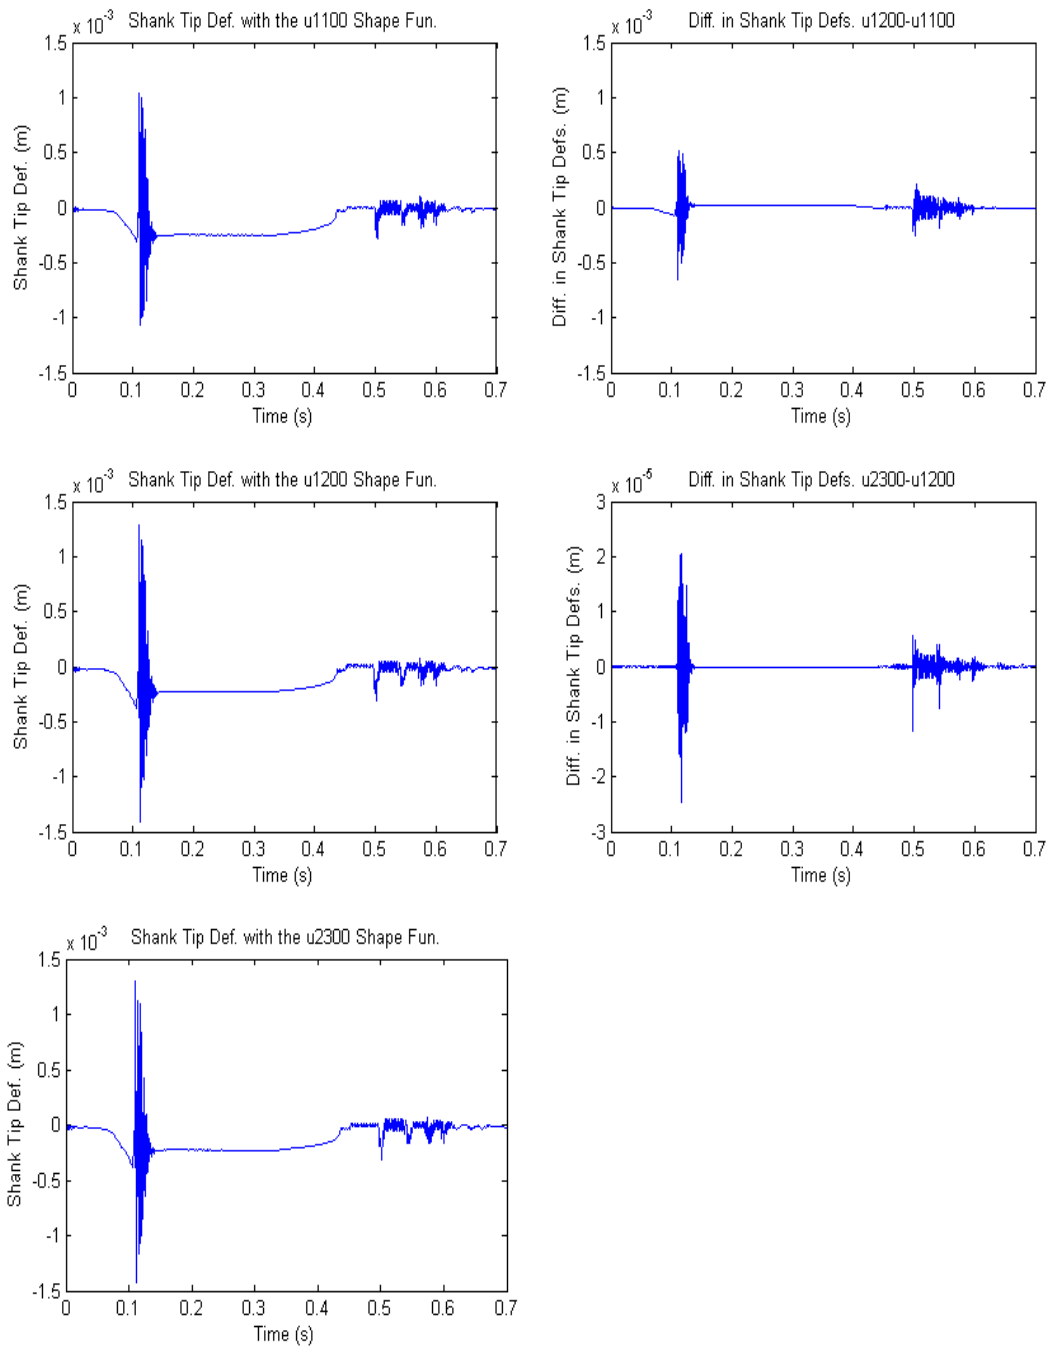 x 10-3 Shank Tip Def. with the u1100 Shape Fun.
1.5
1
0.5
0
-0.5
-1
-1.5
Shank Tip Def. (m)
0 0.1 0.2 0.3 0.4 0.5 0.6 0.7
Time (s)
x 10-3 Diff. in Shank Tip Defs. u1200-u1100
1.5
1
0.5
0
-0.5
-1
-1.5
Diff. in Shank Tip Defs. (m)
0 0.1 0.2 0.3 0.4 0.5 0.6 0.7
Time (s)
x 10-3 Shank Tip Def. with the u1200 Shape Fun.
1.5
1
0.5
0
-0.5
-1
-1.5
Shank Tip Def. (m)
0 0.1 0.2 0.3 0.4 0.5 0.6 0.7
Time (s)
x 10-5 Diff. in Shank Tip Defs. u2300-u1200
3
2
1
0
-1
-2
-3
Diff. in Shank Tip Defs. (m)
0 0.1 0.2 0.3 0.4 0.5 0.6 0.7
Time (s)
x 10-3 Shank Tip Def. with the u2300 Shape Fun.
1.5
1
0.5
0
-0.5
-1
-1.5
Shank Tip Def. (m)
0 0.1 0.2 0.3 0.4 0.5 0.6 0.7
Time (s)